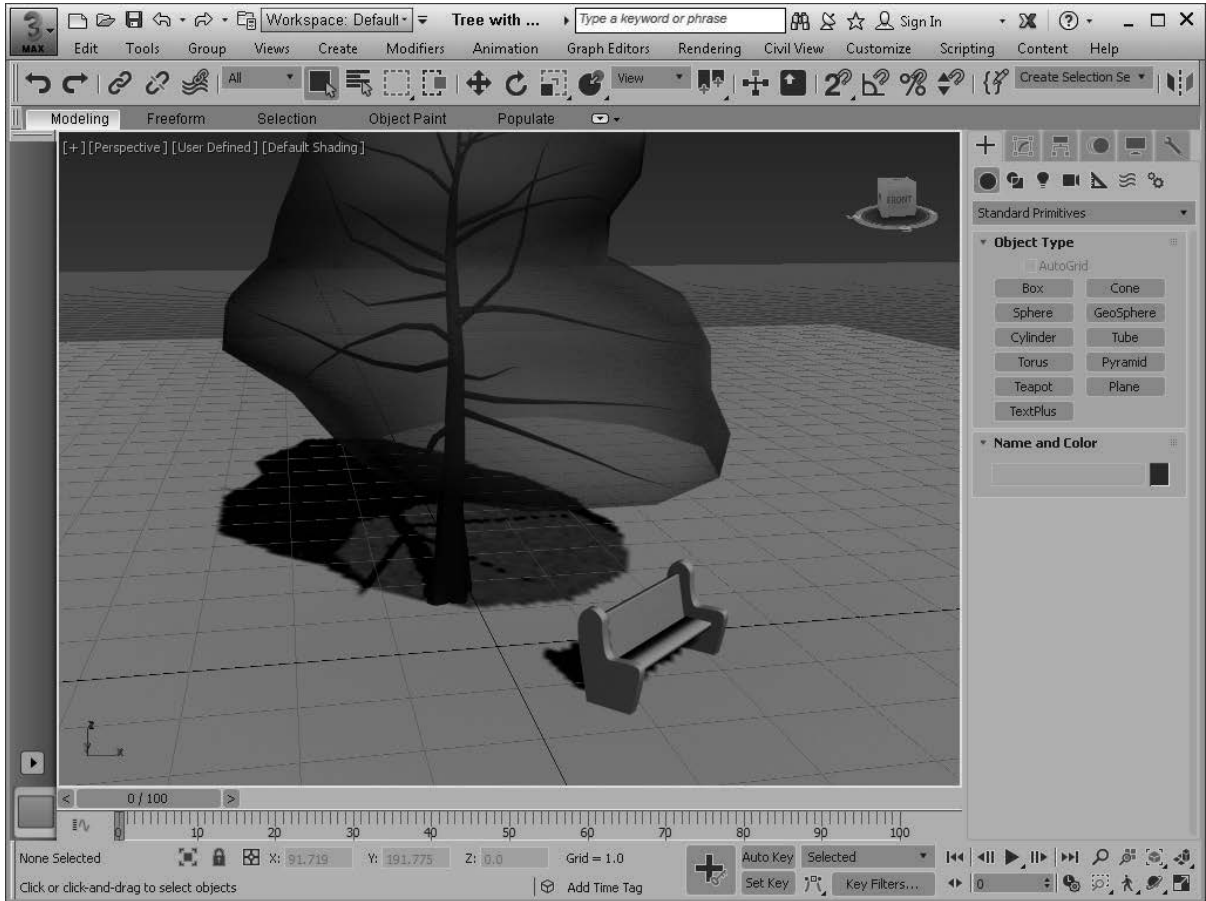 3 MAX
Workspace: Default
Tree with ...
Type a keyword or phrase
Sign In
Edit Tools Group Views Create Modifiers Animation Graph Editors Rendering Civil View Customize Scripting Content Help
All
View
Create Selection Se
Modeling Freeform Selection Object Paint Populate
[+] [Perspective] [User Defined] [Default Shading]
FRONT
Standard Primitives
Object Type
AutoGrid
Box Cone
Sphere GeoSphere
Cylinder Tube
Torus Pyramid
Teapot Plane
TextPlus
Name and Color
z
y x
< 0 / 100 >
0 10 20 30 40 50 60 70 80 90 100
None Selected X: 91.719 Y: 191.775 Z: 0.0 Grid = 1.0 Auto Key Selected
Click or click-and-drag to select objects Add Time Tag Set Key Key Filters... 0